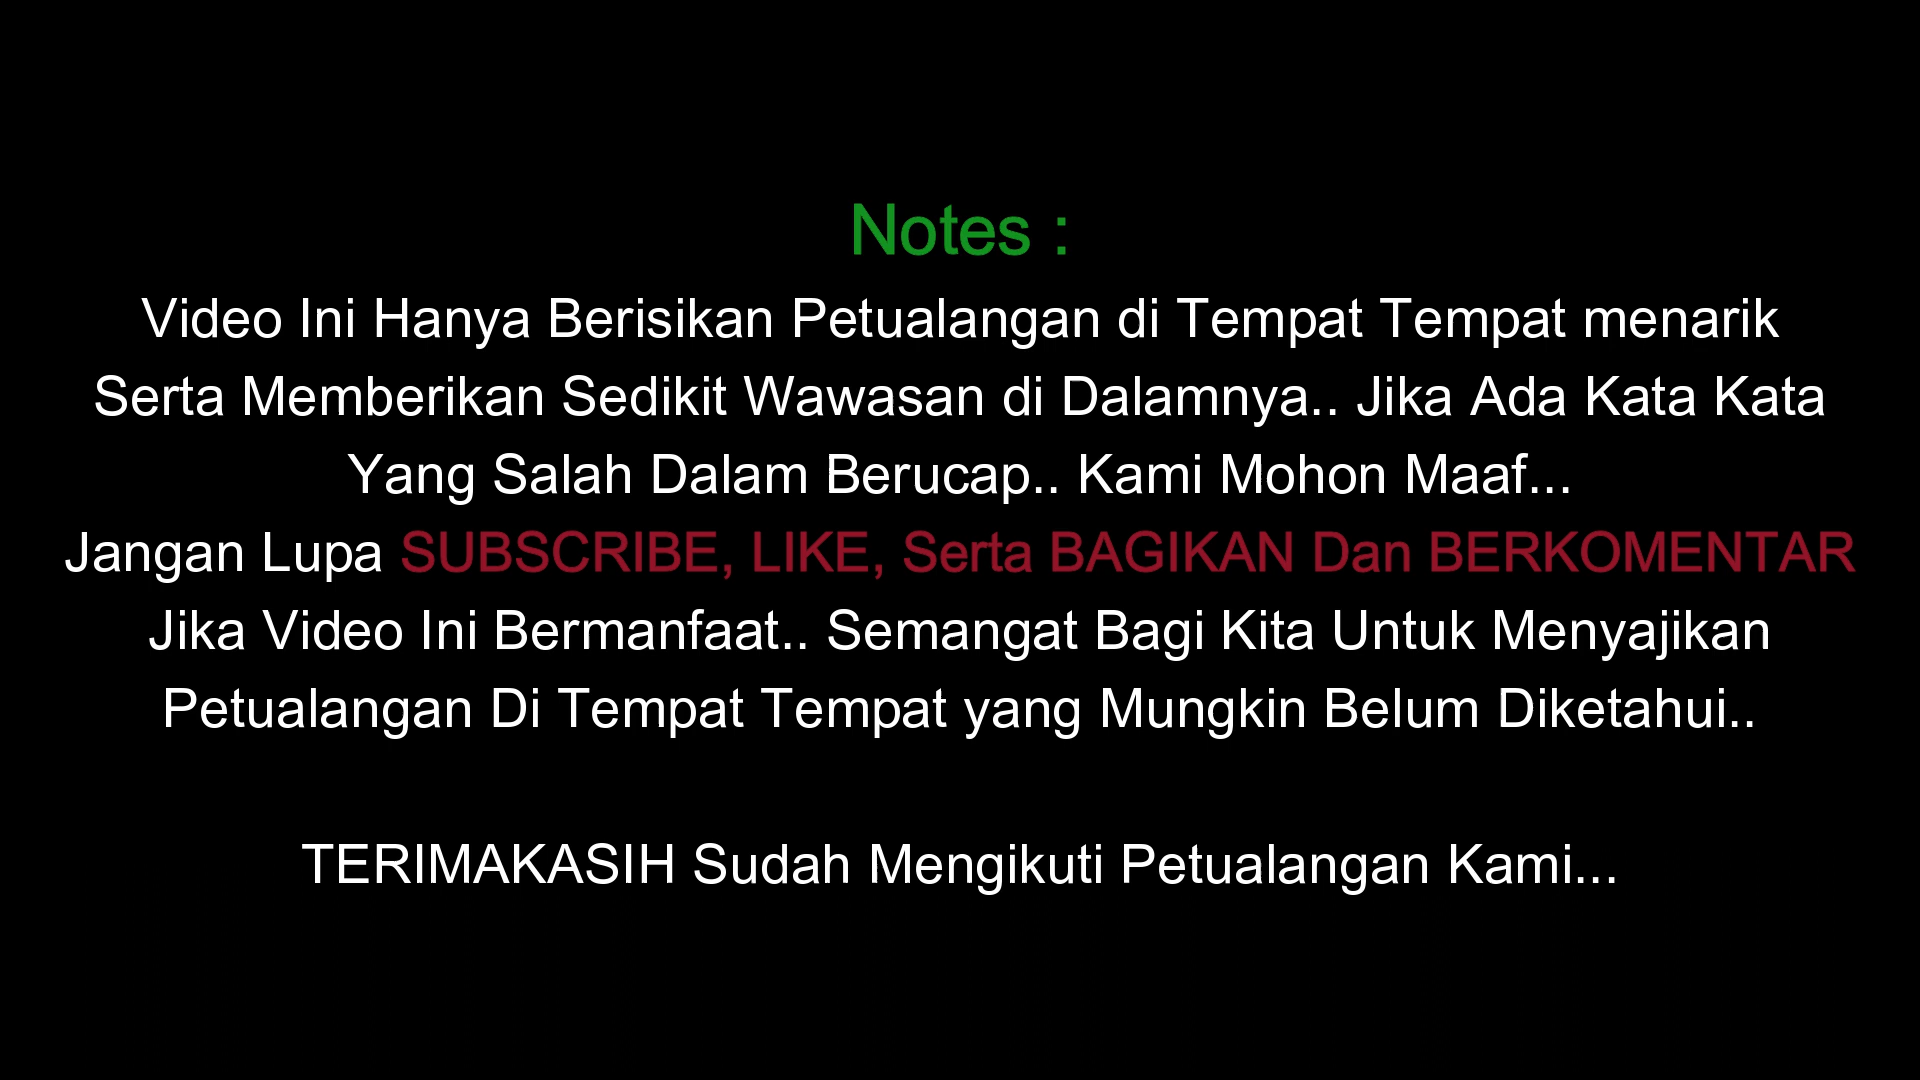 Notes :
Video Ini Hanya Berisikan Petualangan di Tempat Tempat menarik
Serta Memberikan Sedikit Wawasan di Dalamnya.. Jika Ada Kata Kata
Yang Salah Dalam Berucap.. Kami Mohon Maaf...
Jangan Lupa SUBSCRIBE, LIKE, Serta BAGIKAN Dan BERKOMENTAR
Jika Video Ini Bermanfaat.. Semangat Bagi Kita Untuk Menyajikan
Petualangan Di Tempat Tempat yang Mungkin Belum Diketahui..
TERIMAKASIH Sudah Mengikuti Petualangan Kami...